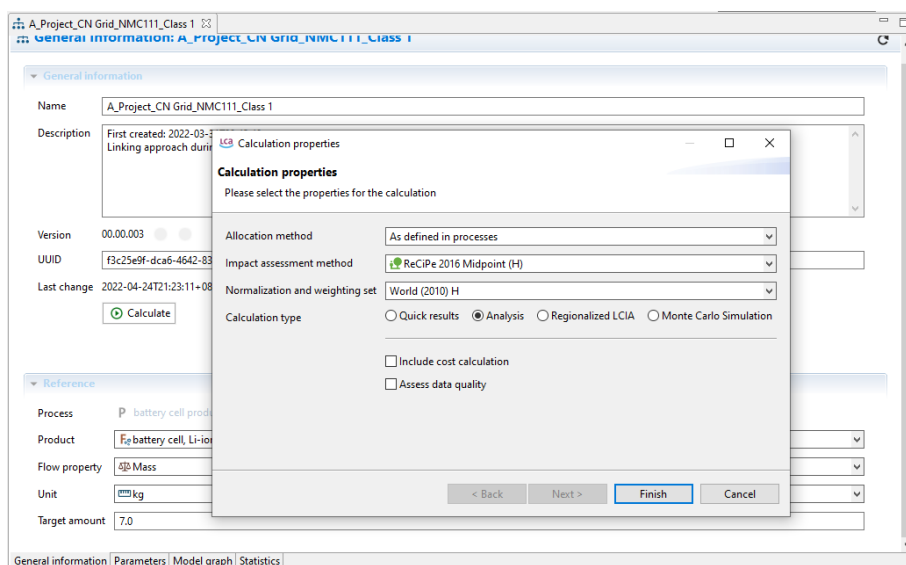 A_Project_CN Grid_NMC111_Class 1
General Information: A_Project_CN Grid_NMC111_Class 1
General information
Name A_Project_CN Grid_NMC111_Class 1
Description First created: 2022-03-3
Linking approach durin
Version 00.00.003
UUID f3c25e9f-dca6-4642-83
Last change 2022-04-24T21:23:11+08
Calculate
Reference
Process P battery cell produ
Product battery cell, Li-ion
Flow property Mass
Unit kg
Target amount 7.0
General information Parameters Model graph Statistics
LCa Calculation properties
Calculation properties
Please select the properties for the calculation
Allocation method As defined in processes
Impact assessment method ReCiPe 2016 Midpoint (H)
Normalization and weighting set World (2010) H
Calculation type Quick results Analysis Regionalized LCIA Monte Carlo Simulation
Include cost calculation
Assess data quality
< Back Next > Finish Cancel